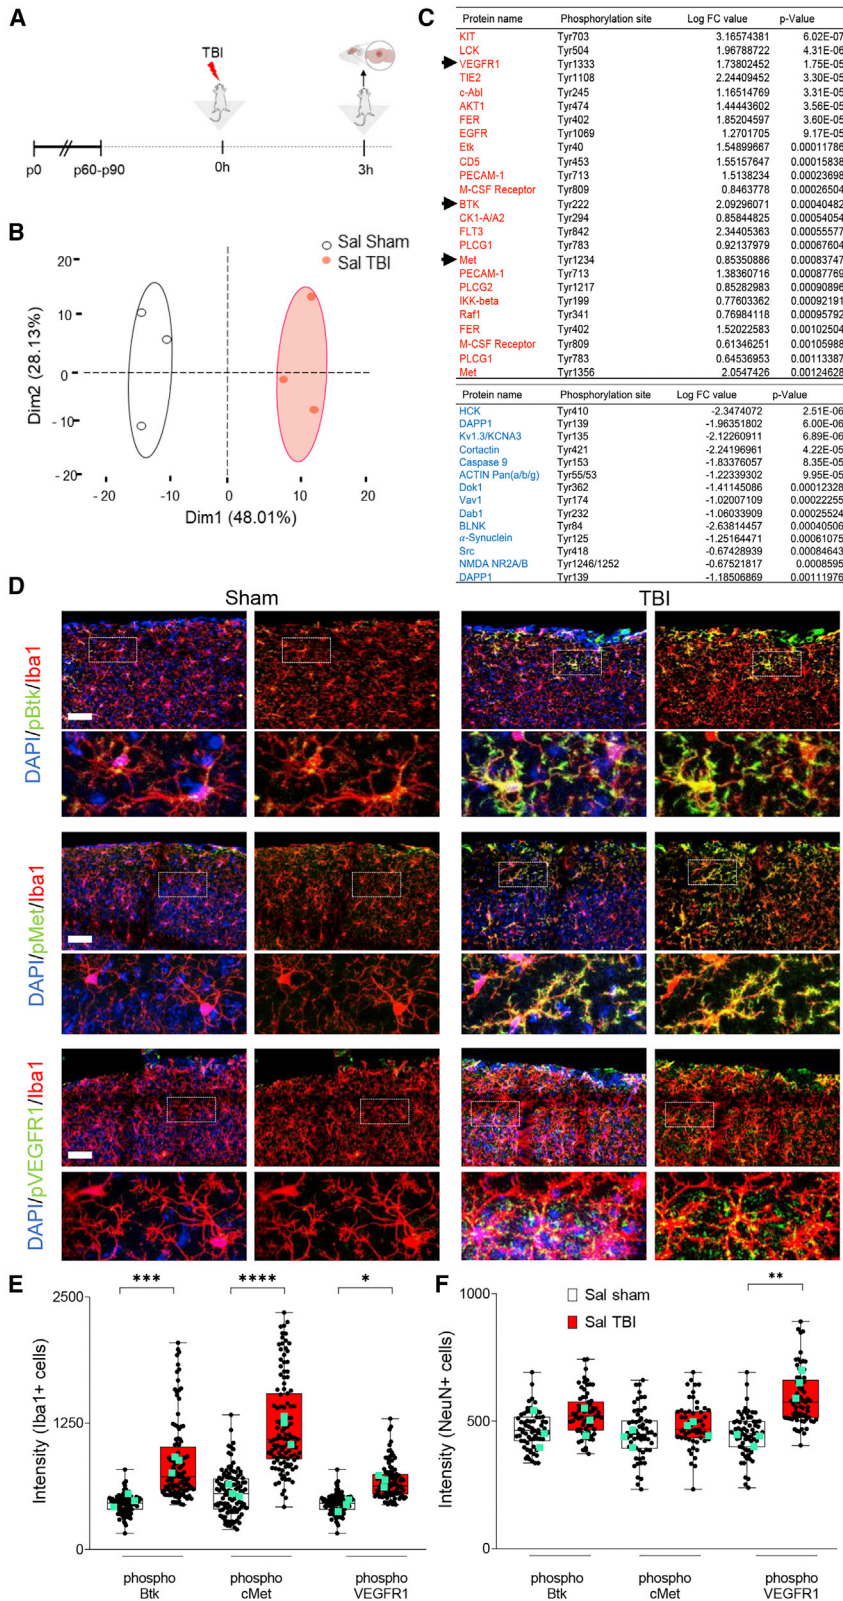 A
TBI
p0
p60-p90
0h
3h
B
Sal Sham
Sal TBI
20
10
0
-10
-20
-20
-10
0
10
20
Dim2 (28.13%)
Dim1 (48.01%)
C
Protein name Phosphorylation site Log FC value p-Value
KIT Tyr703 3.16574381 6.02E-07
LCK Tyr504 1.96788722 4.31E-06
VEGFR1 Tyr1333 1.73802452 1.75E-05
TIE2 Tyr1108 2.24409452 3.30E-05
c-Abl Tyr245 1.16514769 3.31E-05
AKT1 Tyr474 1.44443602 3.56E-05
FER Tyr402 1.85204597 3.60E-05
EGFR Tyr1069 1.2701705 9.17E-05
Etk Tyr40 1.54899667 0.00011786
CD5 Tyr453 1.55157647 0.00015838
PECAM-1 Tyr713 1.5138234 0.00023698
M-CSF Receptor Tyr809 0.8463778 0.00026504
BTK Tyr222 2.09296071 0.00040482
CK1-A/A2 Tyr294 0.85844825 0.00054054
FLT3 Tyr842 2.34405363 0.00055577
PLCG1 Tyr783 0.92137979 0.00067604
Met Tyr1234 0.85350886 0.00083747
PECAM-1 Tyr713 1.38360716 0.00087769
PLCG2 Tyr1217 0.85282983 0.00090896
IKK-beta Tyr199 0.77603362 0.00092191
Raf1 Tyr341 0.76984118 0.00095792
FER Tyr402 1.52022583 0.00102504
M-CSF Receptor Tyr809 0.61346251 0.00105988
PLCG1 Tyr783 0.64536953 0.00113387
Met Tyr1356 2.0547426 0.00124628
Protein name Phosphorylation site Log FC value p-Value
HCK Tyr410 -2.3474072 2.51E-06
DAPP1 Tyr139 -1.96351802 6.00E-06
Kv1.3/KCNA3 Tyr135 -2.12260911 6.89E-06
Cortactin Tyr421 -2.24196961 4.22E-05
Caspase 9 Tyr153 -1.83376057 8.35E-05
ACTIN Pan(a/b/g) Tyr55/53 -1.22339302 9.95E-05
Dok1 Tyr362 -1.41145086 0.00012328
Vav1 Tyr174 -1.02007109 0.00022255
Dab1 Tyr232 -1.06033909 0.00025524
BLNK Tyr84 -2.63814457 0.00040506
α-Synuclein Tyr125 -1.25164471 0.00061075
Src Tyr418 -0.67428939 0.00084643
NMDA NR2A/B Tyr1246/1252 -0.67521817 0.0008595
DAPP1 Tyr139 -1.18506869 0.00111976
D
Sham
TBI
DAPI/pBtk/Iba1
DAPI/pMet/Iba1
DAPI/pVEGFR1/Iba1
E
***
****
*
2500
1250
0
Intensity (Iba1+ cells)
phospho
Btk
phospho
cMet
phospho
VEGFR1
F
**
Sal sham
Sal TBI
1000
500
0
Intensity (NeuN+ cells)
phospho
Btk
phospho
cMet
phospho
VEGFR1